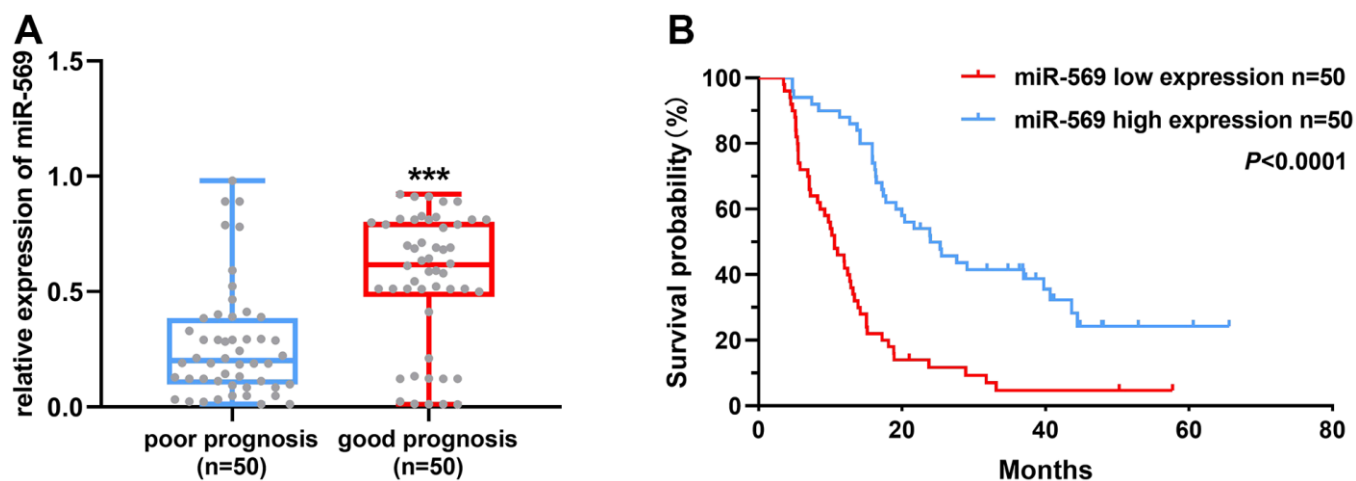 A
relative expression of miR-569
1.5
1.0
0.5
0.0
***
poor prognosis
(n=50)
good prognosis
(n=50)
B
Survival probability (%)
100
80
60
40
20
0
miR-569 low expression n=50
miR-569 high expression n=50
P<0.0001
0 20 40 60 80
Months